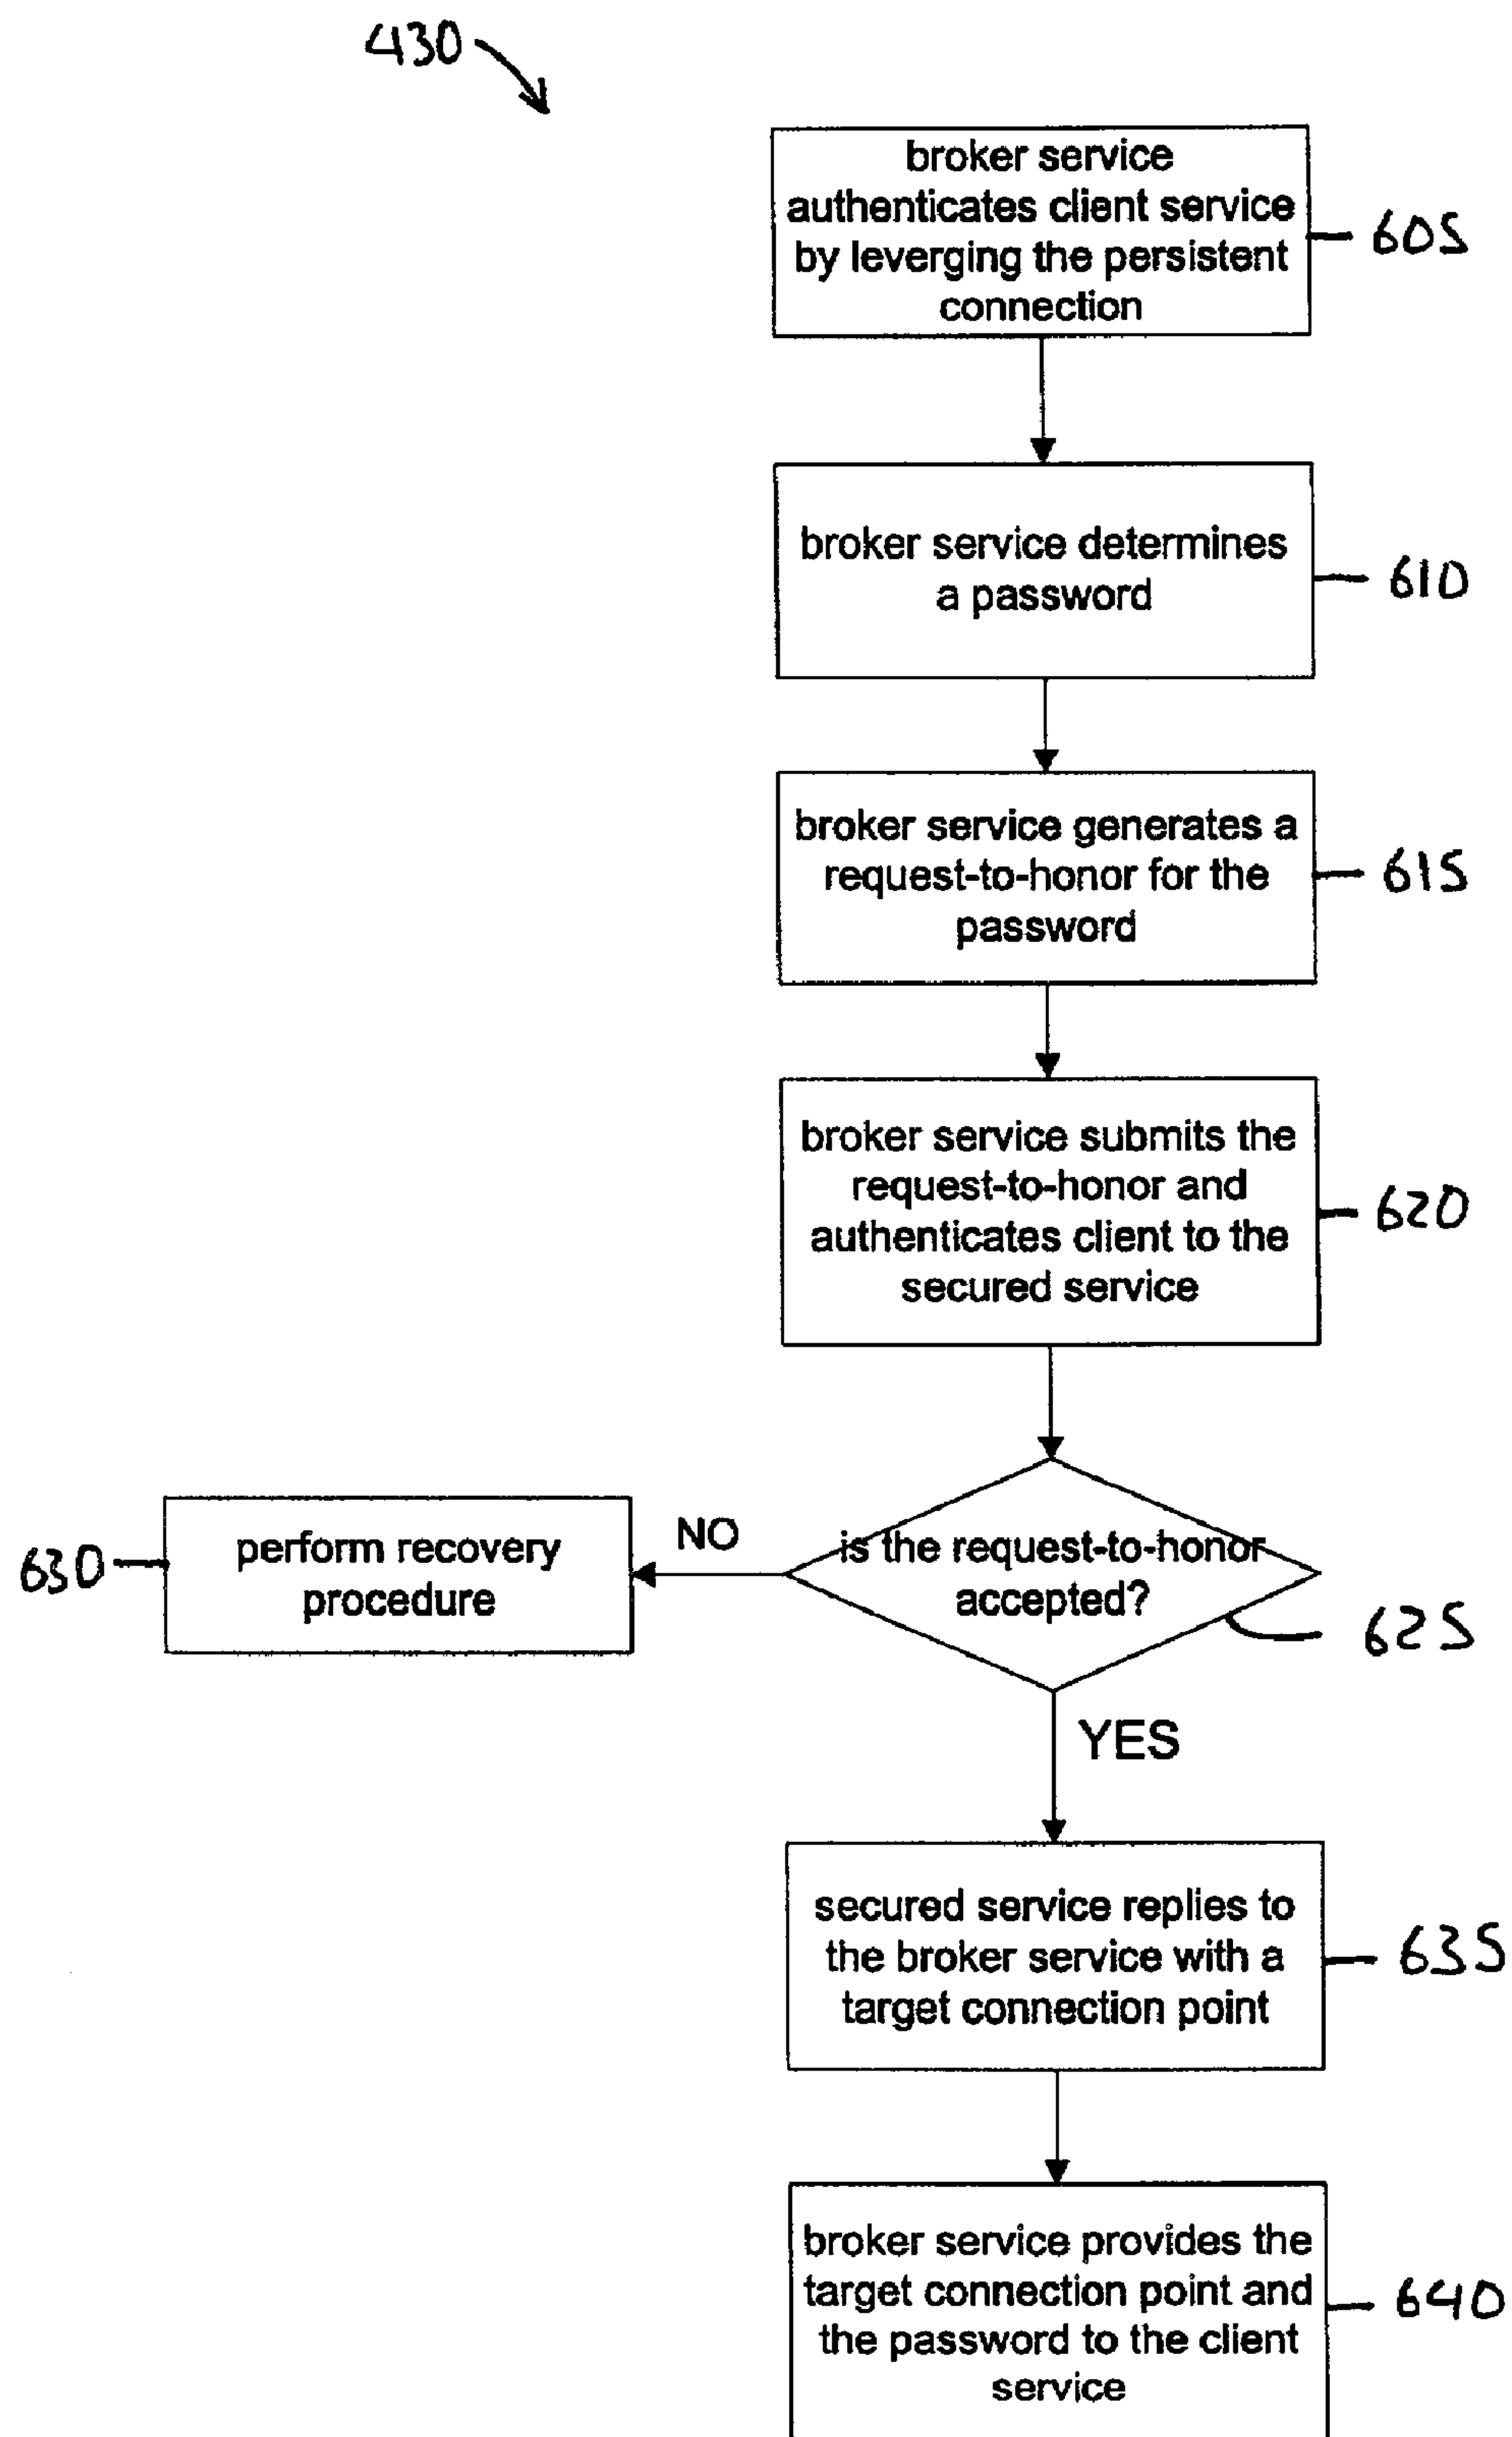 430
broker service
authenticates client service
by leverging the persistent
connection
605
broker service determines
a password
610
broker service generates a
request-to-honor for the
password
615
broker service submits the
request-to-honor and
authenticates client to the
secured service
620
is the request-to-honor
accepted?
625
NO
perform recovery
procedure
630
YES
secured service replies to
the broker service with a
target connection point
635
broker service provides the
target connection point and
the password to the client
service
640